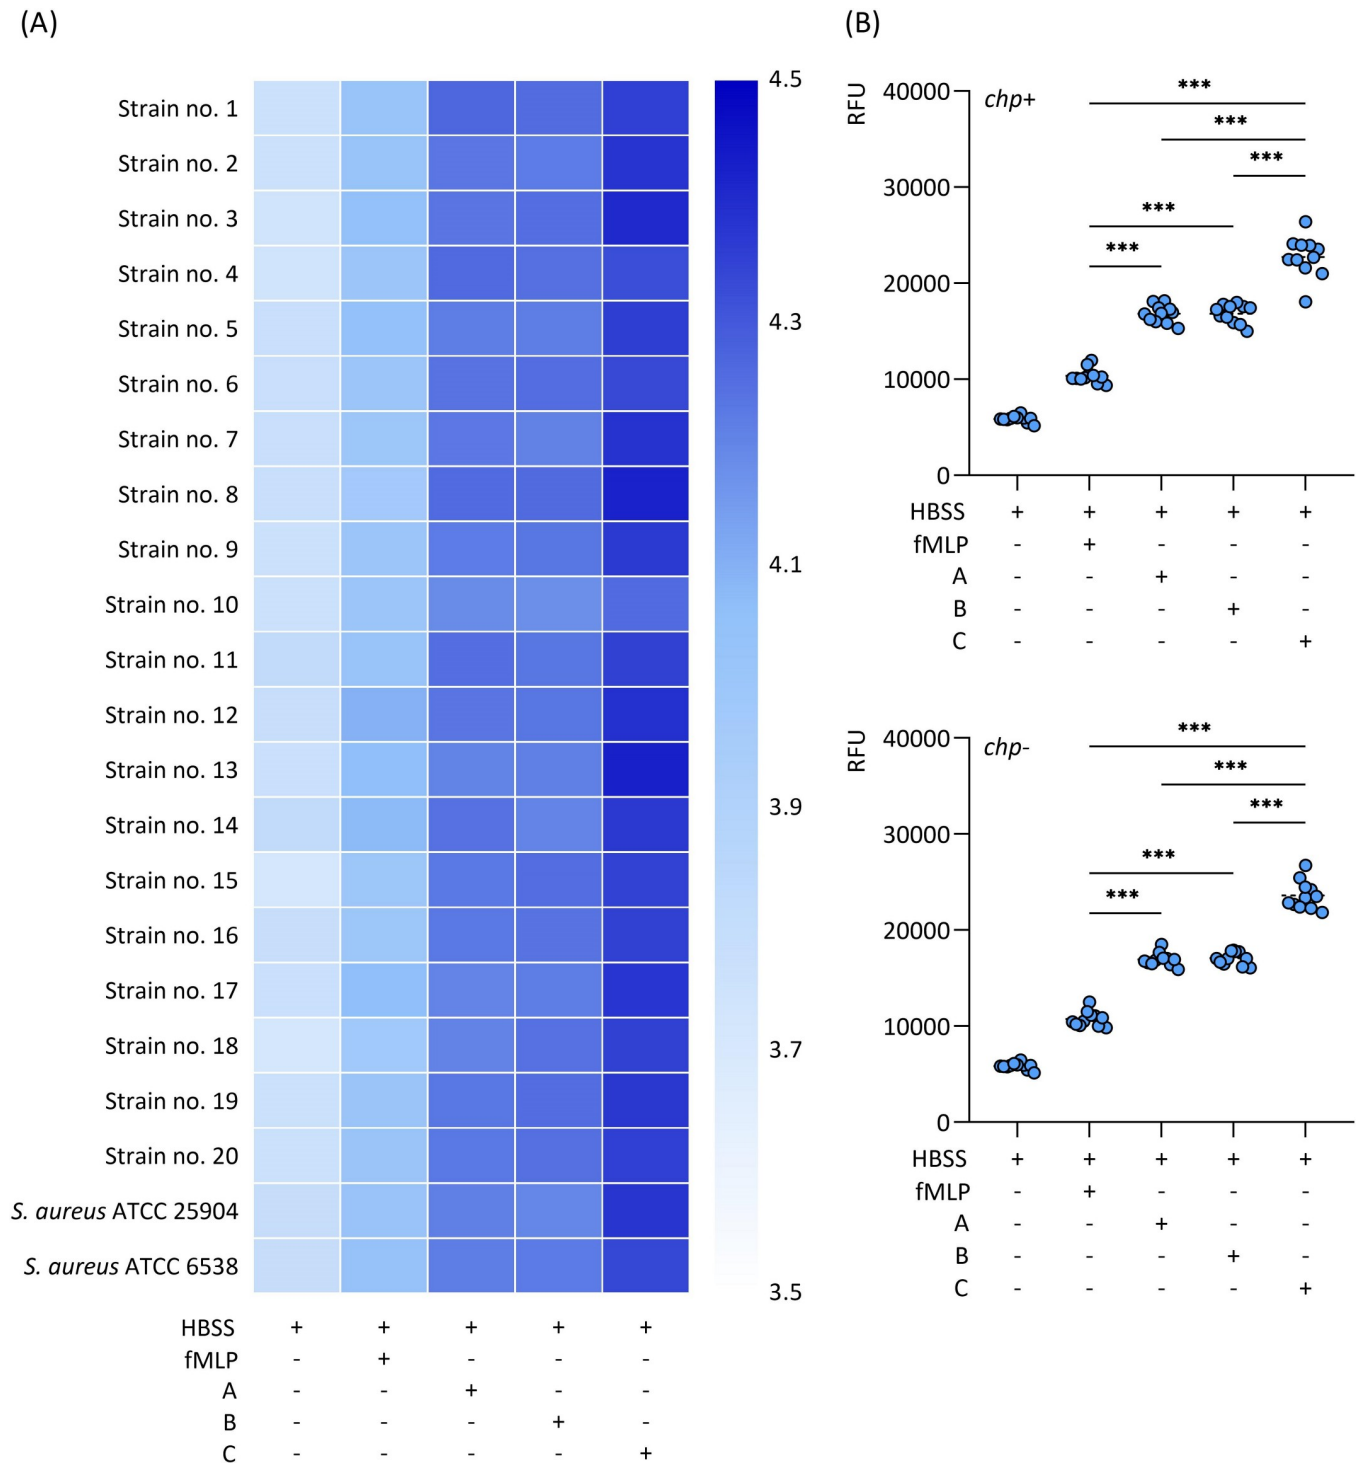 (A)
Strain no. 1
Strain no. 2
Strain no. 3
Strain no. 4
Strain no. 5
Strain no. 6
Strain no. 7
Strain no. 8
Strain no. 9
Strain no. 10
Strain no. 11
Strain no. 12
Strain no. 13
Strain no. 14
Strain no. 15
Strain no. 16
Strain no. 17
Strain no. 18
Strain no. 19
Strain no. 20
S. aureus ATCC 25904
S. aureus ATCC 6538
4.5
4.3
4.1
3.9
3.7
3.5
HBSS + + + + +
fMLP - + - - -
A - - + - -
B - - - + -
C - - - - +
(B)
RFU
chp+
40000
30000
20000
10000
0
***
***
***
***
***
HBSS + + + + +
fMLP - + - - -
A - - + - -
B - - - + -
C - - - - +
RFU
chp-
40000
30000
20000
10000
0
***
***
***
***
***
HBSS + + + + +
fMLP - + - - -
A - - + - -
B - - - + -
C - - - - +